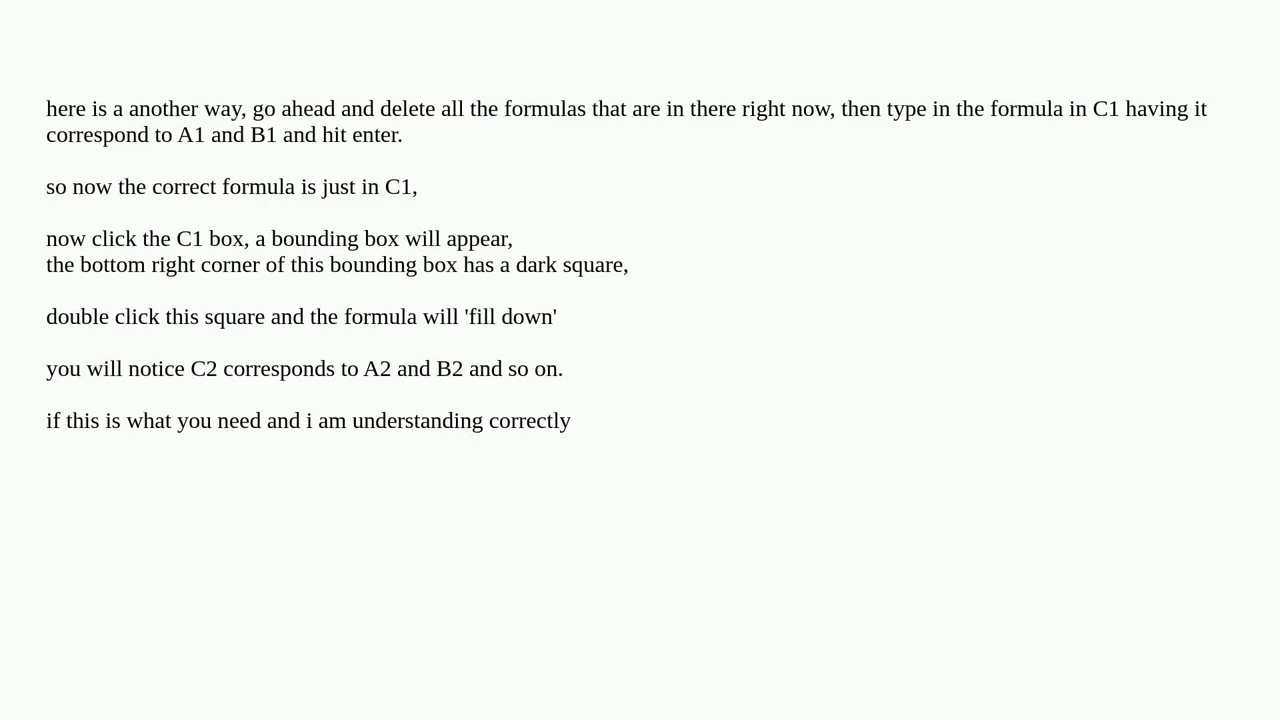 here is a another way, go ahead and delete all the formulas that are in there right now, then type in the formula in C1 having it
correspond to A1 and B1 and hit enter.
so now the correct formula is just in C1,
now click the C1 box, a bounding box will appear,
the bottom right corner of this bounding box has a dark square,
double click this square and the formula will 'fill down'
you will notice C2 corresponds to A2 and B2 and so on.
if this is what you need and i am understanding correctly